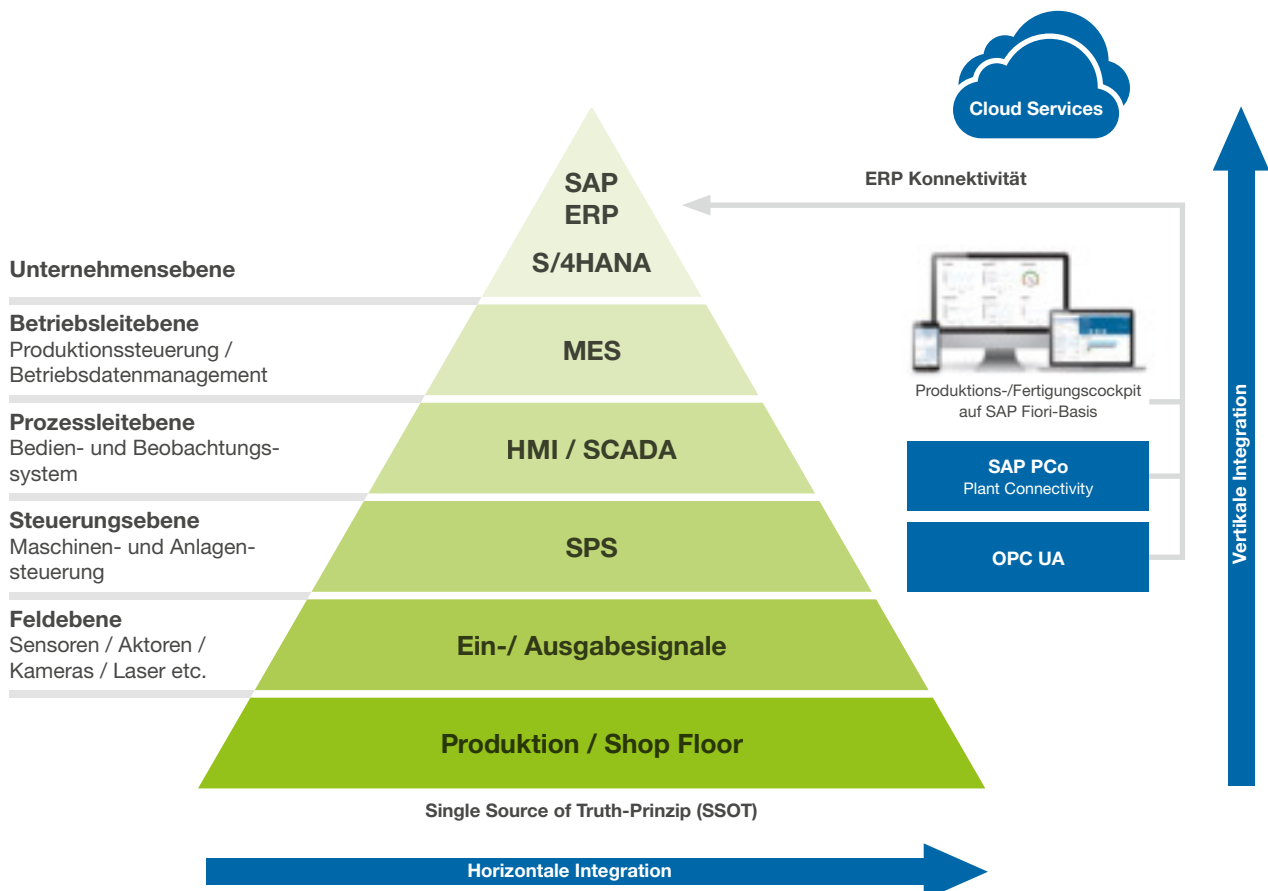 Cloud Services
ERP Konnektivität
SAP
ERP
S/4HANA
Unternehmensebene
Betriebsleitebene
Produktionssteuerung /
Betriebsdatenmanagement
MES
Produktions-/Fertigungscockpit
auf SAP Fiori-Basis
Prozessleitebene
Bedien- und Beobachtungs-
system
HMI / SCADA
SAP PCo
Plant Connectivity
Steuerungsebene
Maschinen- und Anlagen-
steuerung
SPS
OPC UA
Vertikale Integration
Feldebene
Sensoren / Aktoren /
Kameras / Laser etc.
Ein-/ Ausgabesignale
Produktion / Shop Floor
Single Source of Truth-Prinzip (SSOT)
Horizontale Integration